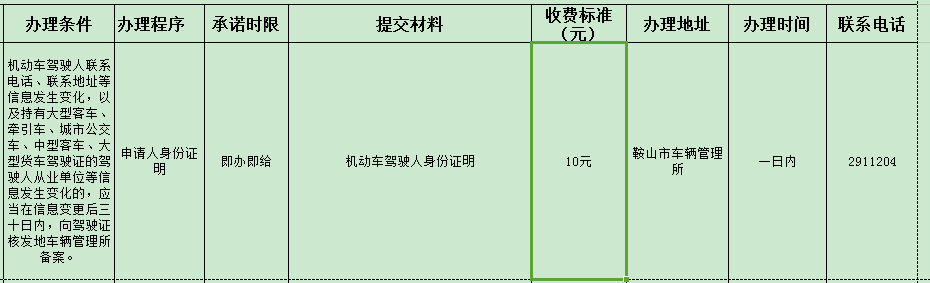 办理条件
办理程序
承诺时限
提交材料
收费标准
（元）
办理地址
办理时间
联系电话
机动车驾驶人联系
电话、联系地址等
信息发生变化，以
及持有大型客车、
牵引车、城市公交
车、中型客车、大
型货车驾驶证的驾
驶人从业单位等信
息发生变化的，应
当在信息变更后三
十日内，向驾驶证
核发地车辆管理所
备案。
申请人身份证
明
即办即给
机动车驾驶人身份证明
10元
鞍山市车辆管理
所
一日内
2911204